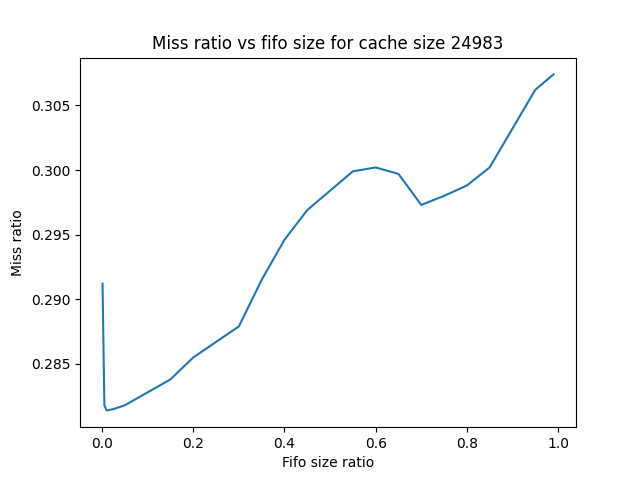 Miss ratio vs fifo size for cache size 24983
0.305
0.300
0.295
0.290
0.285
Miss ratio
0.0 0.2 0.4 0.6 0.8 1.0
Fifo size ratio